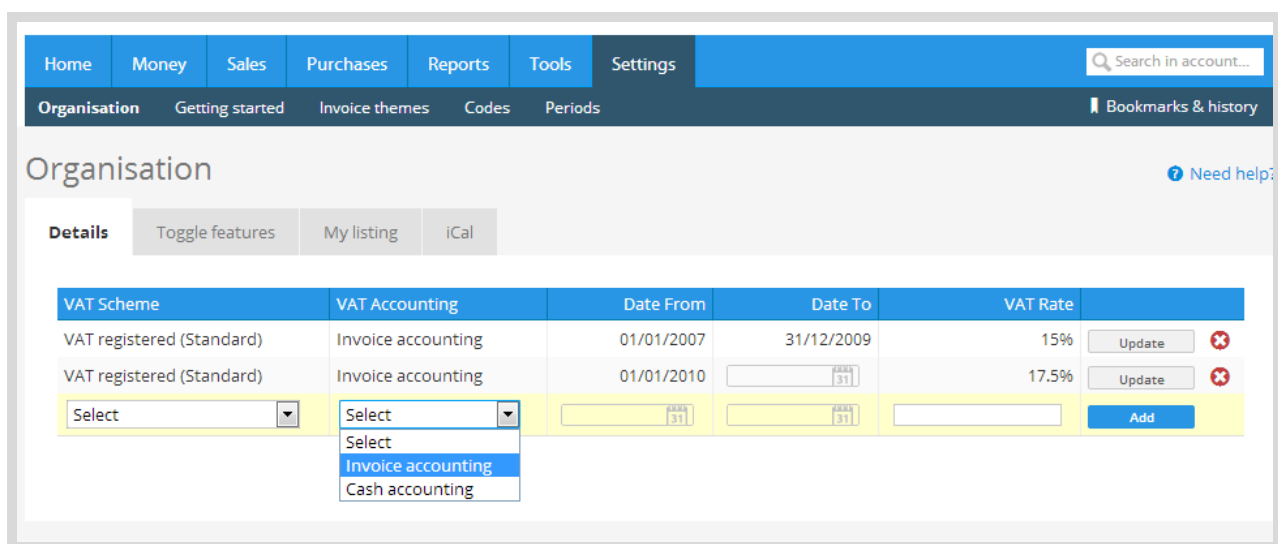 Home Money Sales Purchases Reports Tools Settings Search in account...
Organisation Getting started Invoice themes Codes Periods Bookmarks & history
Organisation
Need help?
Details Toggle features My listing iCal
VAT Scheme VAT Accounting Date From Date To VAT Rate
VAT registered (Standard) Invoice accounting 01/01/2007 31/12/2009 15% Update
VAT registered (Standard) Invoice accounting 01/01/2010 31 17.5% Update
Select Select 31 31 Add
Select
Invoice accounting
Cash accounting